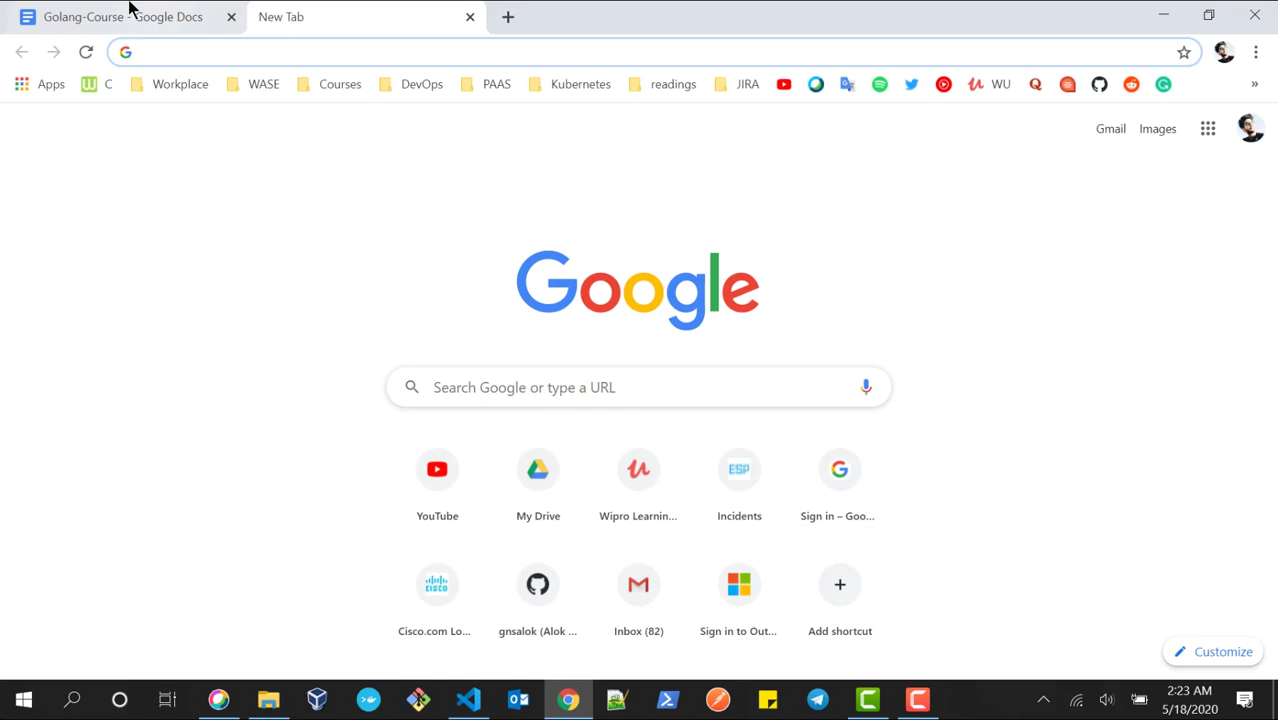 Golang-Course - Google Docs
New Tab
Apps C Workplace WASE Courses DevOps PAAS Kubernetes readings JIRA WU »
Gmail Images
Google
Search Google or type a URL
ESP
YouTube My Drive Wipro Learnin... Incidents Sign in – Goo...
cisco
Cisco.com Lo... gnsalok (Alok ... Inbox (82) Sign in to Out... Add shortcut
Customize
2:23 AM
5/18/2020